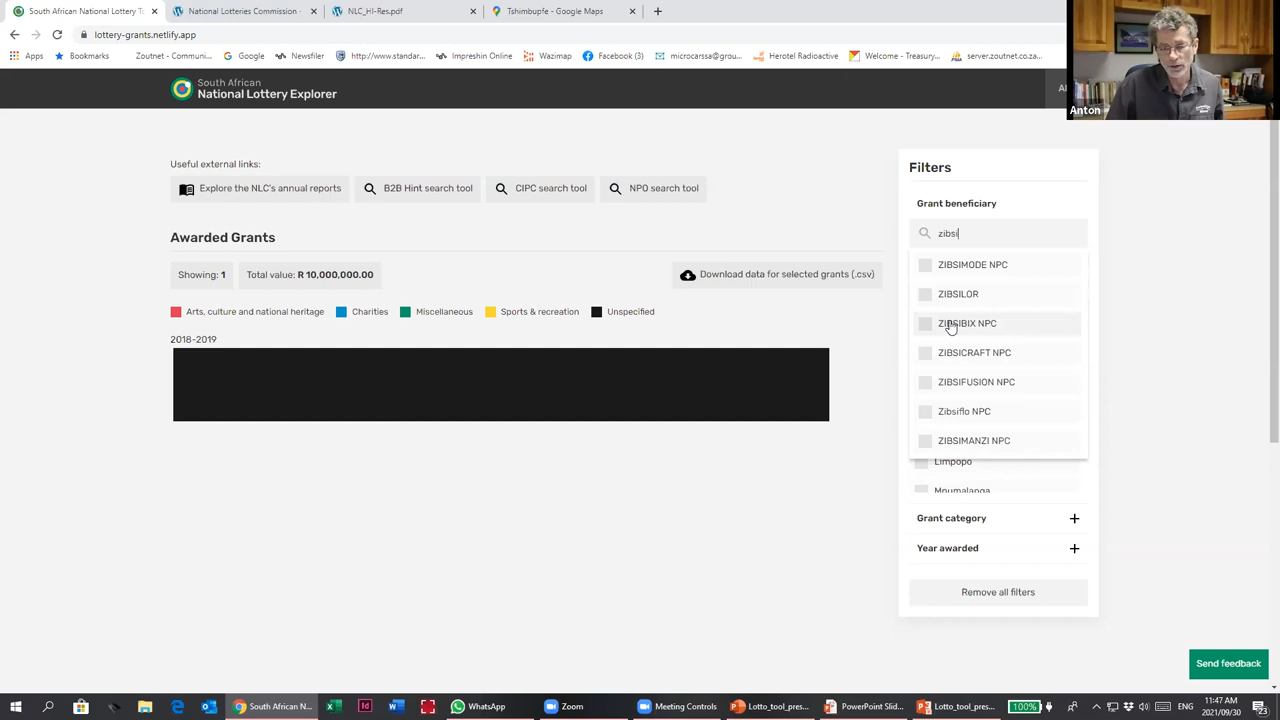 South African National Lottery T
National Lotteries Commission -
NLC_HI-Res.pdf
Tshimbupfe - Google Maps
lottery-grants.netlify.app
Apps
Bookmarks
Zoutnet - Communi...
Google
Newsfiler
http://www.standar...
Impreshin Online
Wazimap
Facebook (3)
microcarssa@grou...
Herotel Radioactive
Welcome - Treasury...
server.zoutnet.co.za...
South African
National Lottery Explorer
Anton
Useful external links:
Explore the NLC's annual reports
B2B Hint search tool
CIPC search tool
NPO search tool
Awarded Grants
Showing: 1
Total value: R 10,000,000.00
Download data for selected grants (.csv)
Arts, culture and national heritage
Charities
Miscellaneous
Sports & recreation
Unspecified
2018-2019
Filters
Grant beneficiary
zibsi
ZIBSIMODE NPC
ZIBSILOR
ZIBSIBIX NPC
ZIBSICRAFT NPC
ZIBSIFUSION NPC
Zibsiflo NPC
ZIBSIMANZI NPC
Limpopo
Mpumalanga
Grant category
Year awarded
Remove all filters
Send feedback
South African N...
WhatsApp
Zoom
Meeting Controls
Lotto_tool_pres...
PowerPoint Slid...
Lotto_tool_pres...
100%
ENG
11:47 AM
2021/09/30
23